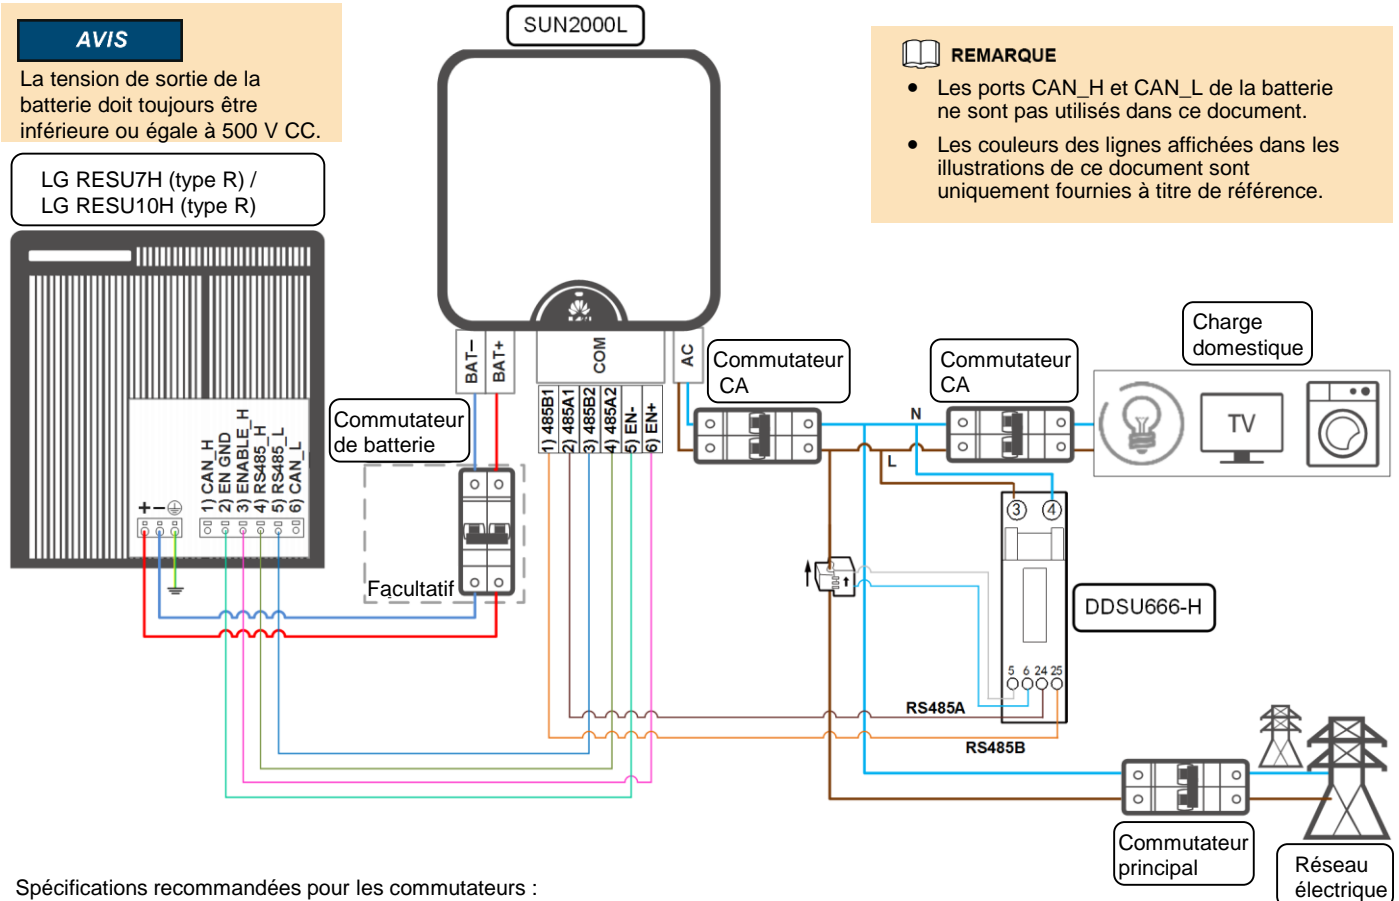 AVIS
La tension de sortie de la
batterie doit toujours être
inférieure ou égale à 500 V CC.
SUN2000L
REMARQUE
• Les ports CAN_H et CAN_L de la batterie
ne sont pas utilisés dans ce document.
• Les couleurs des lignes affichées dans les
illustrations de ce document sont
uniquement fournies à titre de référence.
LG RESU7H (type R) /
LG RESU10H (type R)
BAT−
BAT+
COM
AC
1) 485B1
2) 485A1
3) 485B2
4) 485A2
5) EN-
6) EN+
Commutateur
CA
Commutateur
CA
Charge
domestique
TV
N
L
Commutateur
de batterie
Facultatif
+ −
1) CAN_H
2) EN GND
3) ENABLE_H
4) RS485_H
5) RS485_L
6) CAN_L
3 4
DDSU666-H
5 6 24 25
RS485A
RS485B
Commutateur
principal
Réseau
électrique
Spécifications recommandées pour les commutateurs :